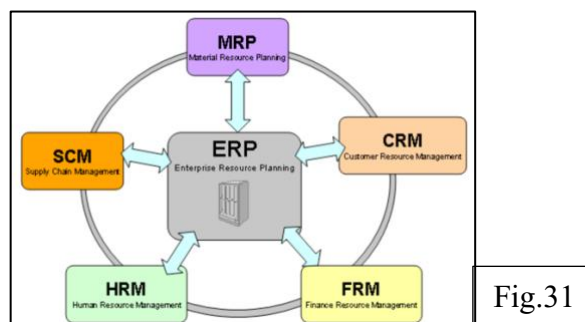 MRP
Material Resource Planning
SCM
Supply Chain Management
ERP
Enterprise Resource Planning
CRM
Customer Resource Management
HRM
Human Resource Management
FRM
Finance Resource Management
Fig.31